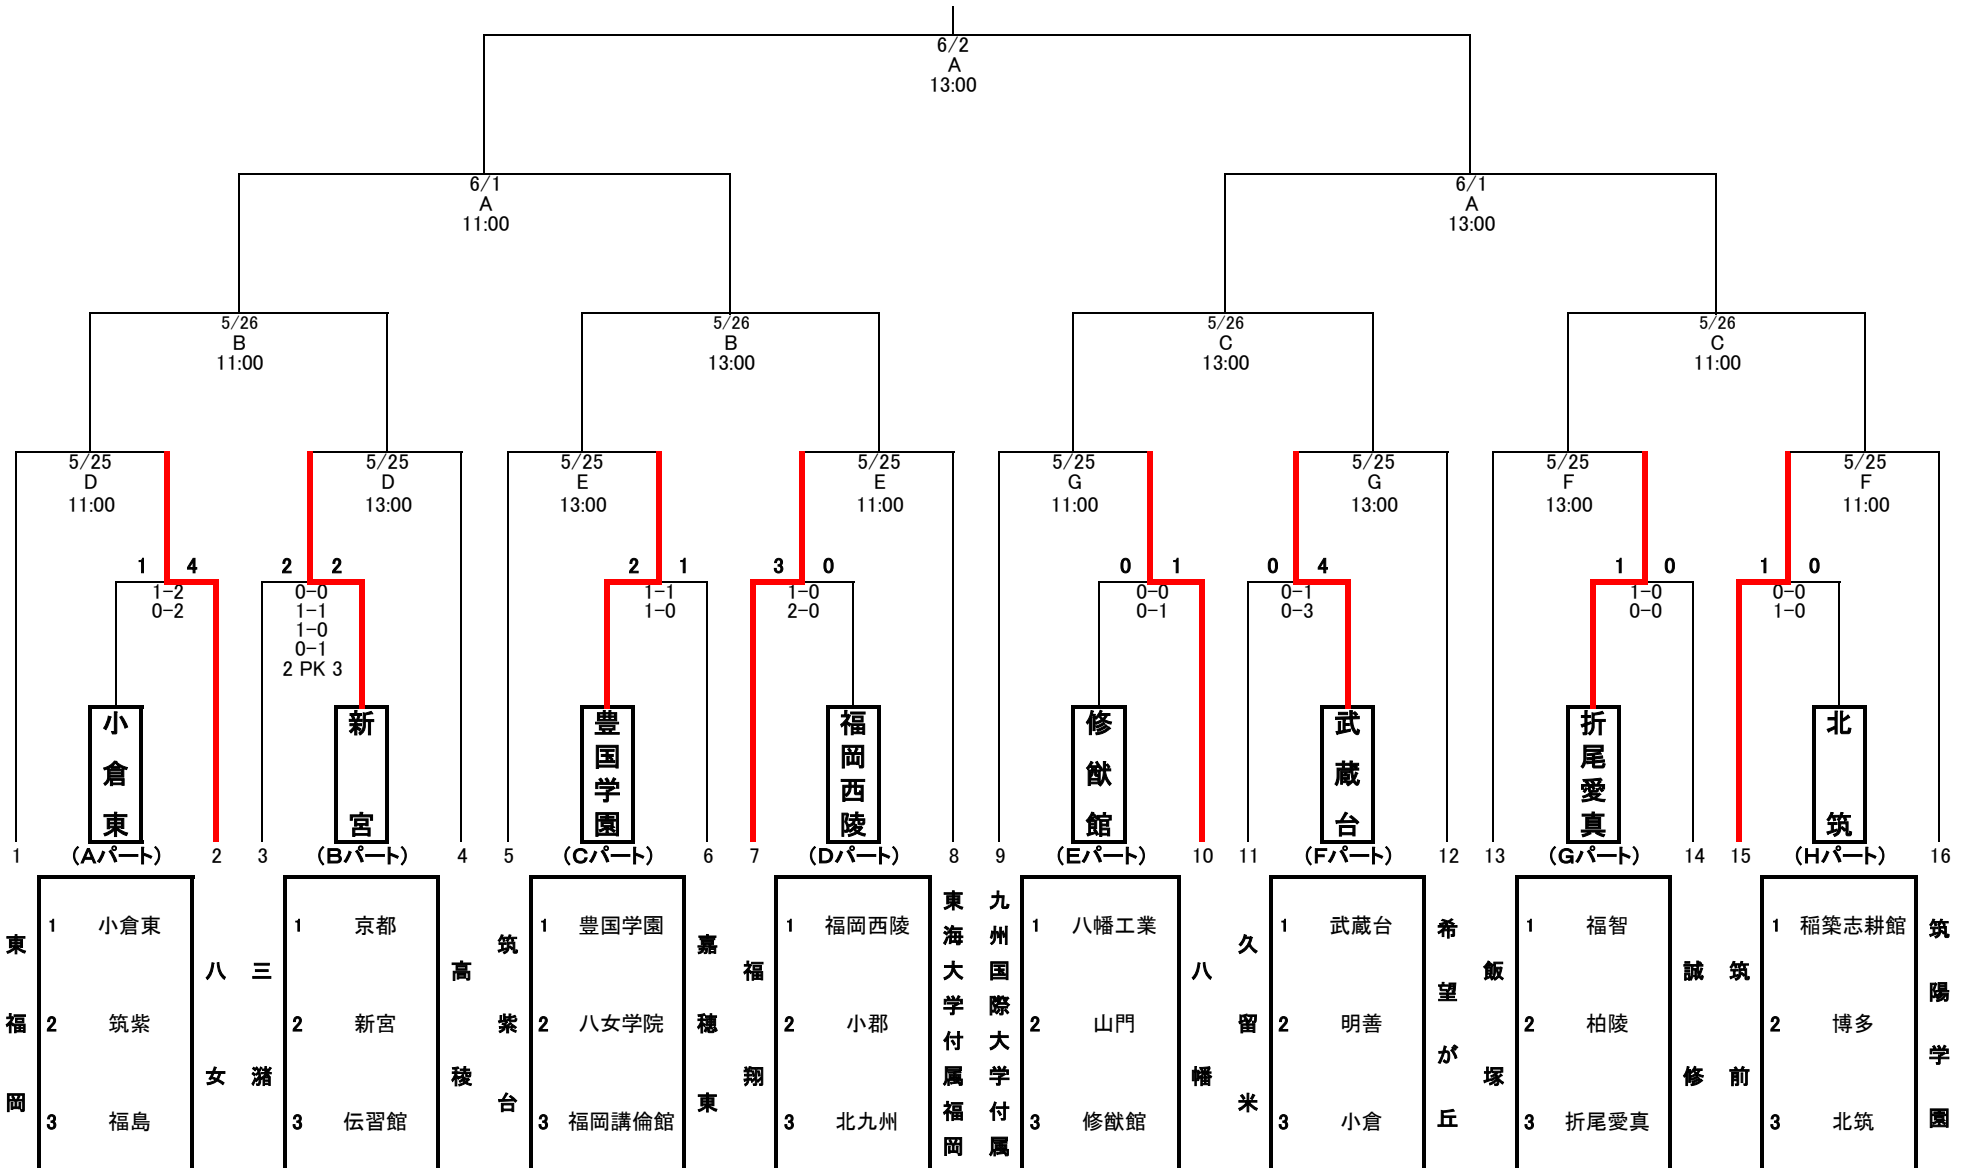 6/2
A
13:00
6/1
A
11:00
6/1
A
13:00
5/26
B
11:00
5/26
B
13:00
5/26
C
13:00
5/26
C
11:00
5/25
D
11:00
5/25
D
13:00
5/25
E
13:00
5/25
E
11:00
5/25
G
11:00
5/25
G
13:00
5/25
F
13:00
5/25
F
11:00
1 4
1-2
0-2
2 2
0-0
1-1
1-0
0-1
2 PK 3
2 1
1-1
1-0
3 0
1-0
2-0
0 1
0-0
0-1
0 4
0-1
0-3
1 0
1-0
0-0
1 0
0-0
1-0
小倉東
新宮
豊国学園
福岡西陵
修猷館
武蔵台
折尾愛真
北筑
1 (Aパート) 2 3 (Bパート) 4 5 (Cパート) 6 7 (Dパート) 8 9 (Eパート) 10 11 (Fパート) 12 13 (Gパート) 14 15 (Hパート) 16
東福岡
1 小倉東
2 筑紫
3 福島
八女
三潴
1 京都
2 新宮
3 伝習館
高稜
筑紫台
1 豊国学園
2 八女学院
3 福岡講倫館
嘉穂東
福翔
1 福岡西陵
2 小郡
3 北九州
東海大学付属福岡
九州国際大学付属
1 八幡工業
2 山門
3 修猷館
八幡
久留米
1 武蔵台
2 明善
3 小倉
希望が丘
飯塚
1 福智
2 柏陵
3 折尾愛真
誠修
筑前
1 稲築志耕館
2 博多
3 北筑
筑陽学園